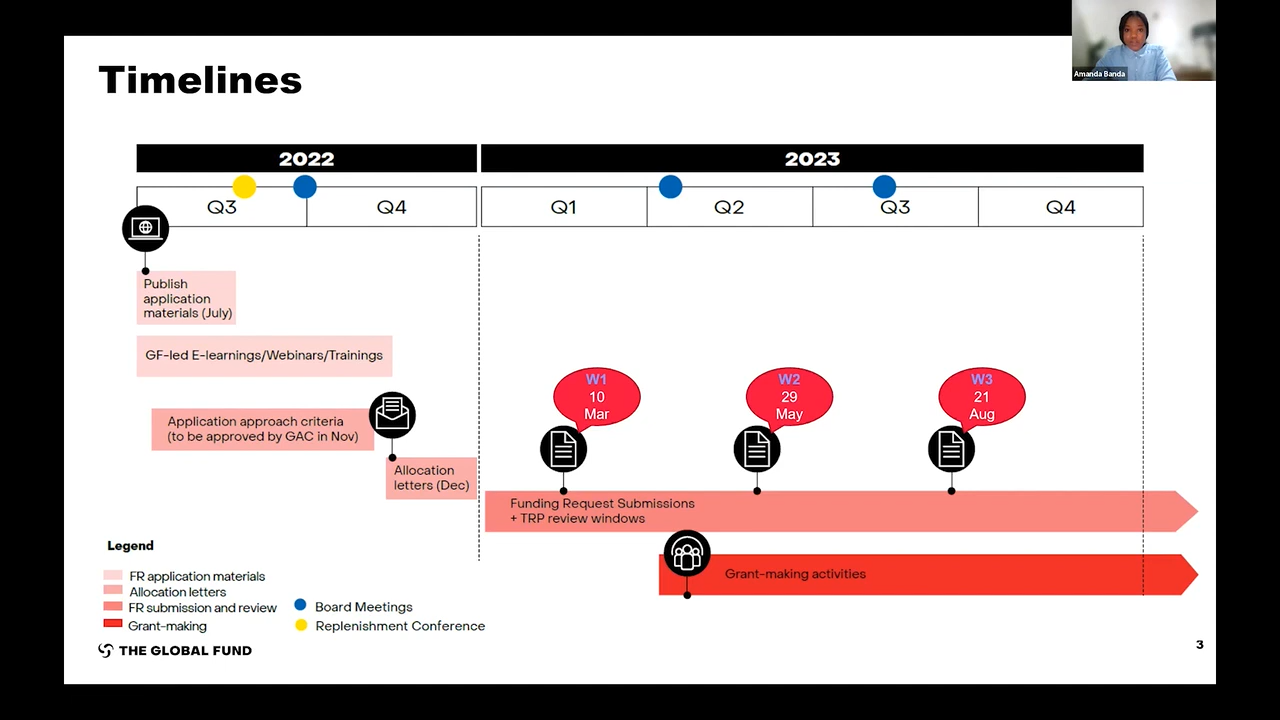 Amanda Banda
Timelines
2022
2023
Q3
Q4
Q1
Q2
Q3
Q4
Publish
application
materials (July)
GF-led E-learnings/Webinars/Trainings
Application approach criteria
(to be approved by GAC in Nov)
Allocation
letters (Dec)
W1
10
Mar
W2
29
May
W3
21
Aug
Funding Request Submissions
+ TRP review windows
Grant-making activities
Legend
FR application materials
Allocation letters
FR submission and review
Grant-making
Board Meetings
Replenishment Conference
THE GLOBAL FUND
3